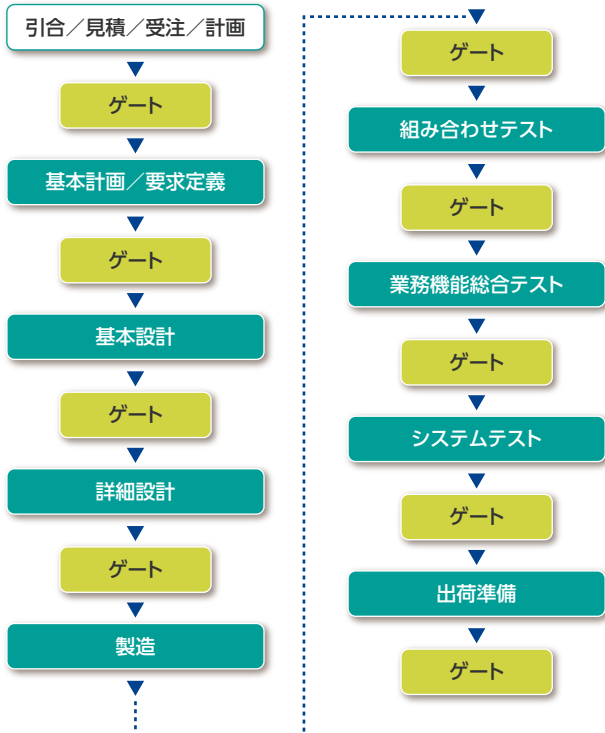 引合／見積／受注／計画
ゲート
基本計画／要求定義
ゲート
基本設計
ゲート
詳細設計
ゲート
製造
ゲート
組み合わせテスト
ゲート
業務機能総合テスト
ゲート
システムテスト
ゲート
出荷準備
ゲート